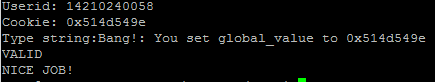 Userid: 14210240058
Cookie: 0x514d549e
Type string:Bang!: You set global_value to 0x514d549e
VALID
NICE JOB!